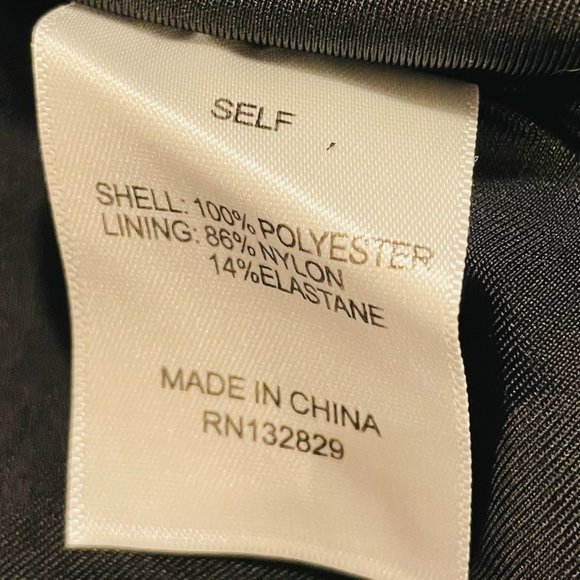 SELF
SHELL: 100% POLYESTER
LINING: 86% NYLON
14%ELASTANE
MADE IN CHINA
RN132829